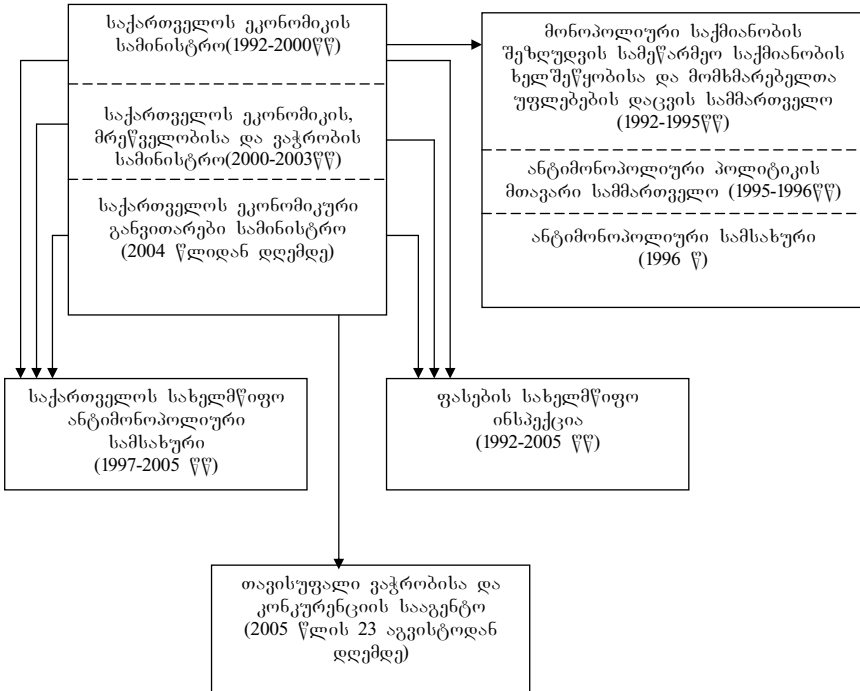 საქართველოს ეკონომიკის
სამინისტრო(1992-2000წწ)
საქართველოს ეკონომიკის,
მრეწველობისა და ვაჭრობის
სამინისტრო(2000-2003წწ)
საქართველოს ეკონომიკური
განვითარები სამინისტრო
(2004 წლიდან დღემდე)
მონოპოლიური საქმიანობის
შეზღუდვის სამეწარმეო საქმიანობის
ხელშეწყობისა და მომხმარებელთა
უფლებების დაცვის სამმართველო
(1992-1995წწ)
ანტიმონოპოლიური პოლიტიკის
მთავარი სამმართველო (1995-1996წწ)
ანტიმონოპოლიური სამსახური
(1996 წ)
საქართველოს სახელმწიფო
ანტიმონოპოლიური
სამსახური
(1997-2005 წწ)
ფასების სახელმწიფო
ინსპექცია
(1992-2005 წწ)
თავისუფალი ვაჭრობისა და
კონკურენციის სააგენტო
(2005 წლის 23 აგვისტოდან
დღემდე)